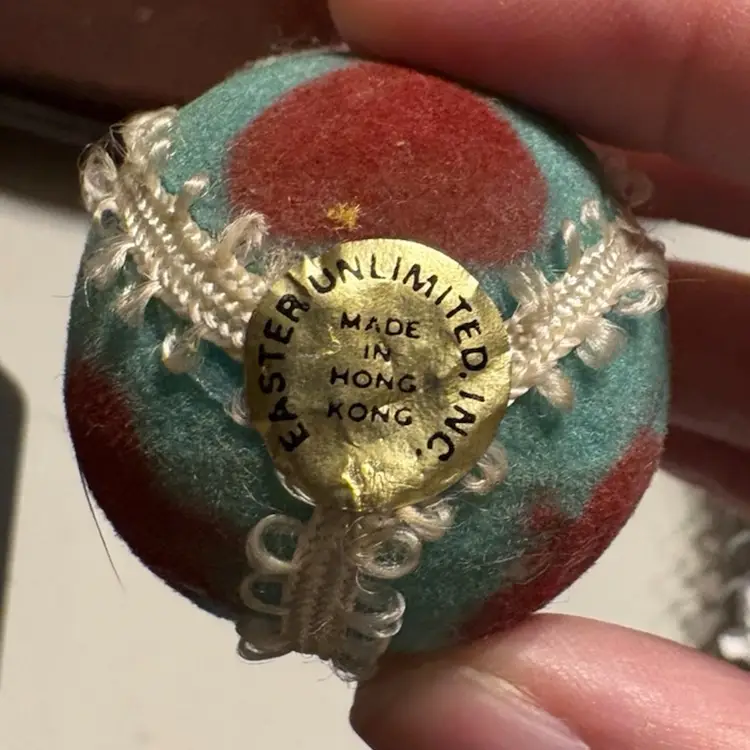 EASTER UNLIMITED, INC.
MADE
IN
HONG
KONG